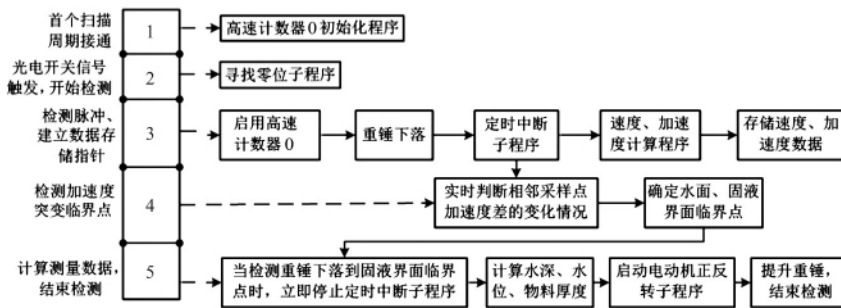 首个扫描
周期接通
1
高速计数器0初始化程序
光电开关信号
触发,开始检测
2
寻找零位子程序
检测脉冲、
建立数据存
储指针
3
启用高速
计数器0
重锤下落
定时中断
子程序
速度、加速
度计算程序
存储速度、加
速度数据
检测加速度
突变临界点
4
实时判断相邻采样点
加速度差的变化情况
确定水面、固液
界面临界点
计算测量数据,
结束检测
5
当检测重锤下落到固液界面临界
点时，立即停止定时中断子程序
计算水深、水
位、物料厚度
启动电动机正反
转子程序
提升重锤，
结束检测